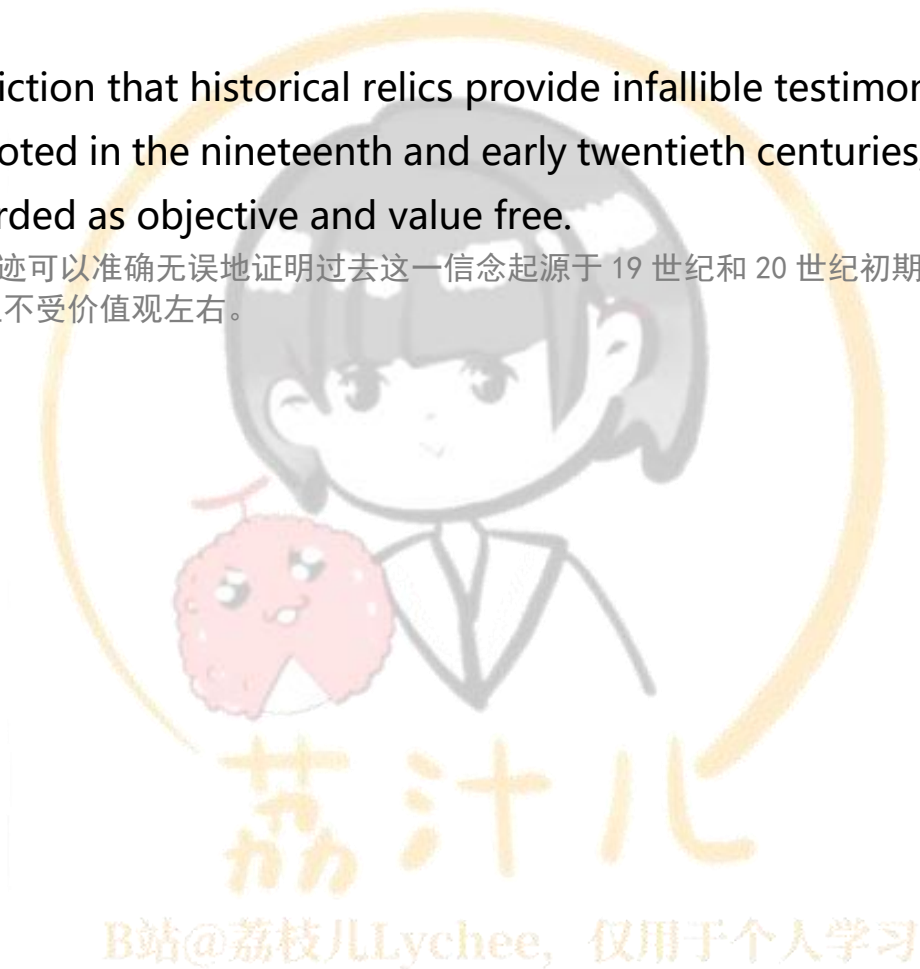 iction that historical relics provide infallible testimon
oted in the nineteenth and early twentieth centuries,
rded as objective and value free.
迹可以准确无误地证明过去这一信念起源于 19 世纪和 20 世纪初期
不受价值观左右。
荔汁儿
B站@荔枝儿Lychee，仅用于个人学习